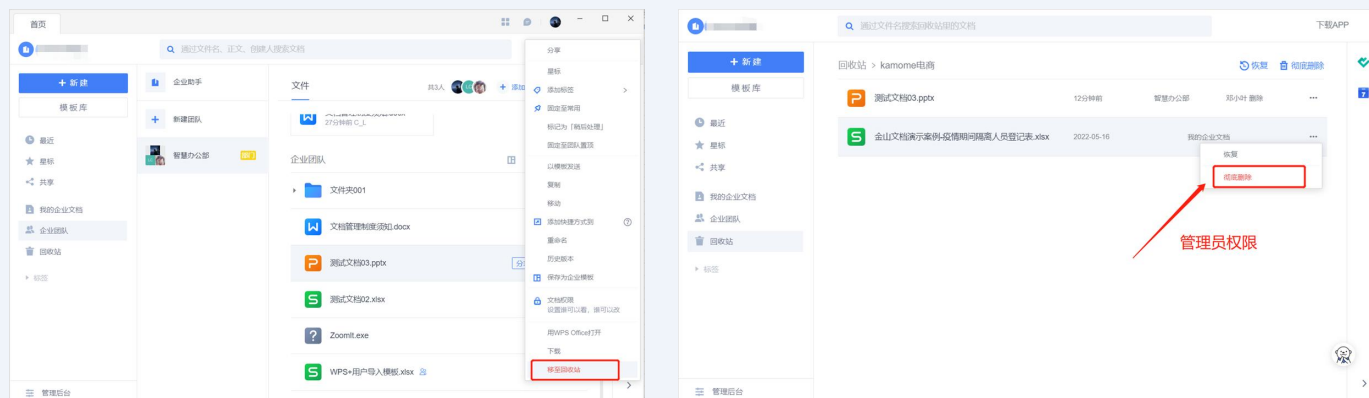 首页
通过文件名、正文、创建人搜索文档
+ 新建
模板库
最近
星标
共享
我的企业文档
企业团队
回收站
标签
管理后台
企业助手
新建团队
智慧办公部
部门
文件
共3人
+ 添加
27分钟前 C_L
企业团队
文件夹001
文档管理制度须知.docx
测试文档03.pptx
测试文档02.xlsx
ZoomIt.exe
WPS+用户导入模板.xlsx
分享
星标
添加标签
固定至常用
标记为「稍后处理」
固定至团队置顶
以模板发送
复制
移动
添加快捷方式到
重命名
历史版本
保存为企业模板
文档权限
设置谁可以看、谁可以改
用WPS Office打开
下载
移至回收站
通过文件名搜索回收站里的文档
下载APP
+ 新建
模板库
最近
星标
共享
我的企业文档
企业团队
回收站
标签
管理后台
回收站 > kamome电商
恢复
彻底删除
测试文档03.pptx
12分钟前
智慧办公部
邓小叶 删除
金山文档演示案例-疫情期间隔离人员登记表.xlsx
2022-05-16
我的企业文档
恢复
彻底删除
管理员权限
7